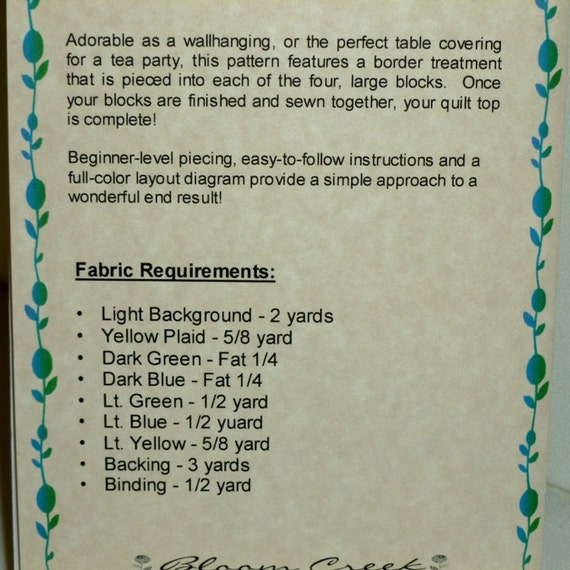 Adorable as a wallhanging, or the perfect table covering
for a tea party, this pattern features a border treatment
that is pieced into each of the four, large blocks. Once
your blocks are finished and sewn together, your quilt top
is complete!
Beginner-level piecing, easy-to-follow instructions and a
full-color layout diagram provide a simple approach to a
wonderful end result!
Fabric Requirements:
• Light Background - 2 yards
• Yellow Plaid - 5/8 yard
• Dark Green - Fat 1/4
• Dark Blue - Fat 1/4
• Lt. Green - 1/2 yard
• Lt. Blue - 1/2 yuard
• Lt. Yellow - 5/8 yard
• Backing - 3 yards
• Binding - 1/2 yard
Bloom Creek